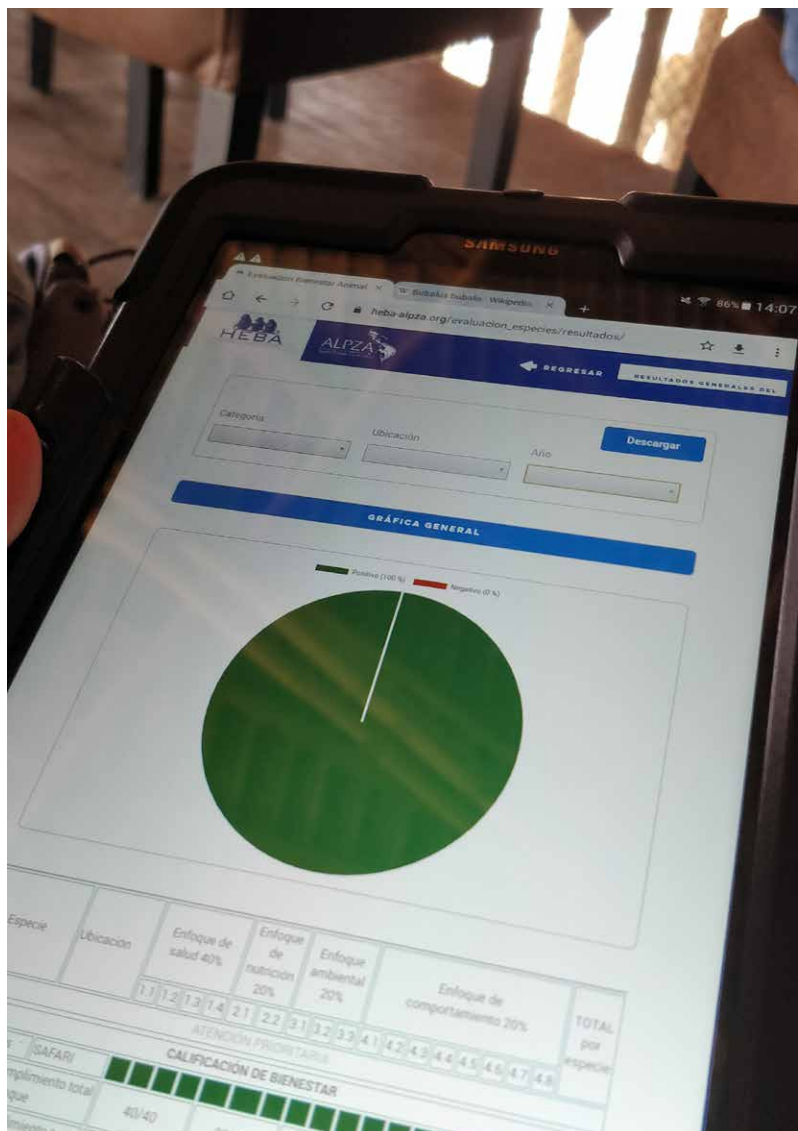 SAMSUNG
Evaluación Bienestar Animal × W Bubalus bubalis - Wikipedia × +
86% 14:07
heba-alpza.org/evaluacion_especies/resultados/
HEBA
ALPZA
REGRESAR
RESULTADOS GENERALES DEL
Categoría
Ubicación
Año
Descargar
GRÁFICA GENERAL
Positivo (100 %) Negativo (0 %)
Especie
Ubicación
Enfoque de salud 40%
Enfoque de nutrición 20%
Enfoque ambiental 20%
Enfoque de comportamiento 20%
TOTAL por especie
1.1 1.2 1.3 1.4 2.1 2.2 3.1 3.2 3.3 4.1 4.2 4.3 4.4 4.5 4.6 4.7 4.8
ATENCIÓN PRIORITARIA
SAFARI
CALIFICACIÓN DE BIENESTAR
total
40/40